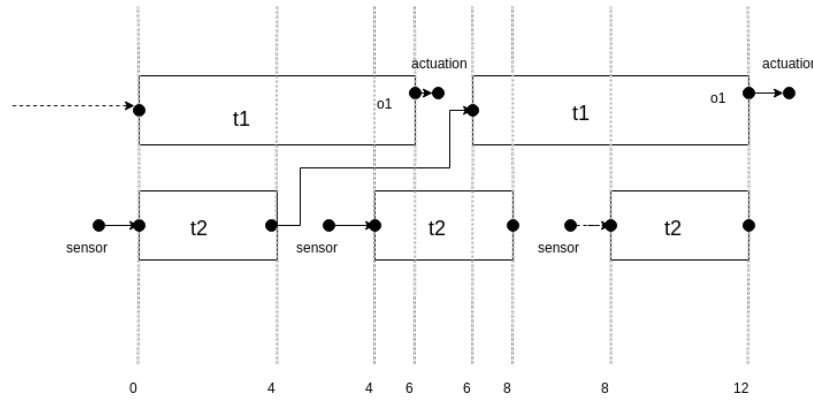 actuation
actuation
o1
o1
t1
t1
t2
t2
t2
sensor
sensor
sensor
0 4 4 6 6 8 8 12